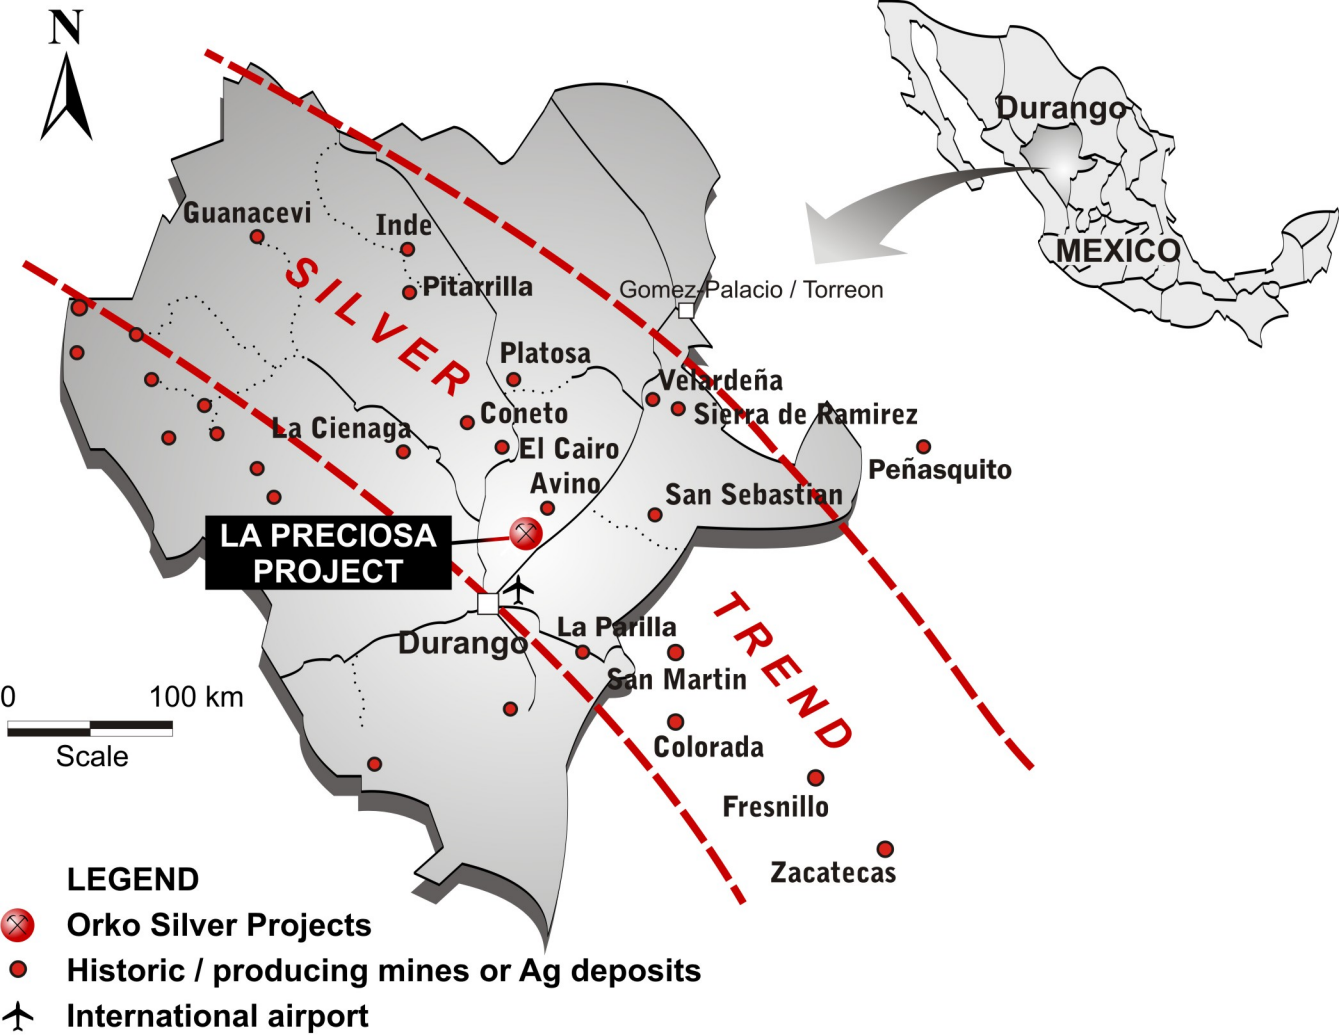 N
Durango
MEXICO
Guanacevi
Inde
SILVER
Pitarrilla
Gomez-Palacio / Torreon
Platosa
Velardeña
Coneto
Sierra de Ramirez
La Cienaga
El Cairo
Peñasquito
Avino
San Sebastian
LA PRECIOSA
PROJECT
TREND
La Parilla
Durango
San Martin
0 100 km
Scale
Colorada
Fresnillo
Zacatecas
LEGEND
Orko Silver Projects
Historic / producing mines or Ag deposits
International airport